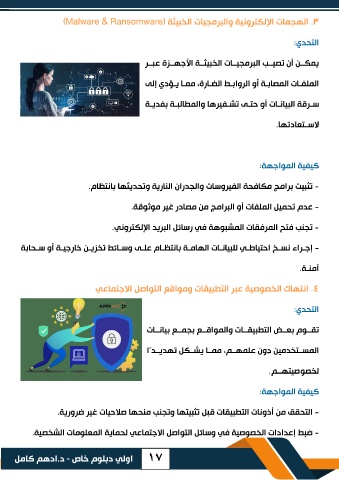 ٣. الهجمات الإلكترونية والبرمجيات الخبيثة (Malware & Ransomware)
التحدي:
يمكن أن تصيب البرمجيات الخبيثة الأجهزة عبر
الملفات المصابة أو الروابط الضارة، مما يؤدي إلى
سرقة البيانات أو حتى تشفيرها والمطالبة بفدية
لاستعادتها.
كيفية المواجهة:
- تثبيت برامج مكافحة الفيروسات والجدران النارية وتحديثها بانتظام.
- عدم تحميل الملفات أو البرامج من مصادر غير موثوقة.
- تجنب فتح المرفقات المشبوهة في رسائل البريد الإلكتروني.
- إجراء نسخ احتياطي للبيانات الهامة بانتظام على وسائط تخزين خارجية أو سحابة
آمنة.
٤. انتهاك الخصوصية عبر التطبيقات ومواقع التواصل الاجتماعي
التحدي:
تقوم بعض التطبيقات والمواقع بجمع بيانات
المستخدمين دون علمهم، مما يشكل تهديدًا
لخصوصيتهم.
كيفية المواجهة:
- التحقق من أذونات التطبيقات قبل تثبيتها وتجنب منحها صلاحيات غير ضرورية.
- ضبط إعدادات الخصوصية في وسائل التواصل الاجتماعي لحماية المعلومات الشخصية.
١٧
اولي دبلوم خاص - د.ادهم كامل